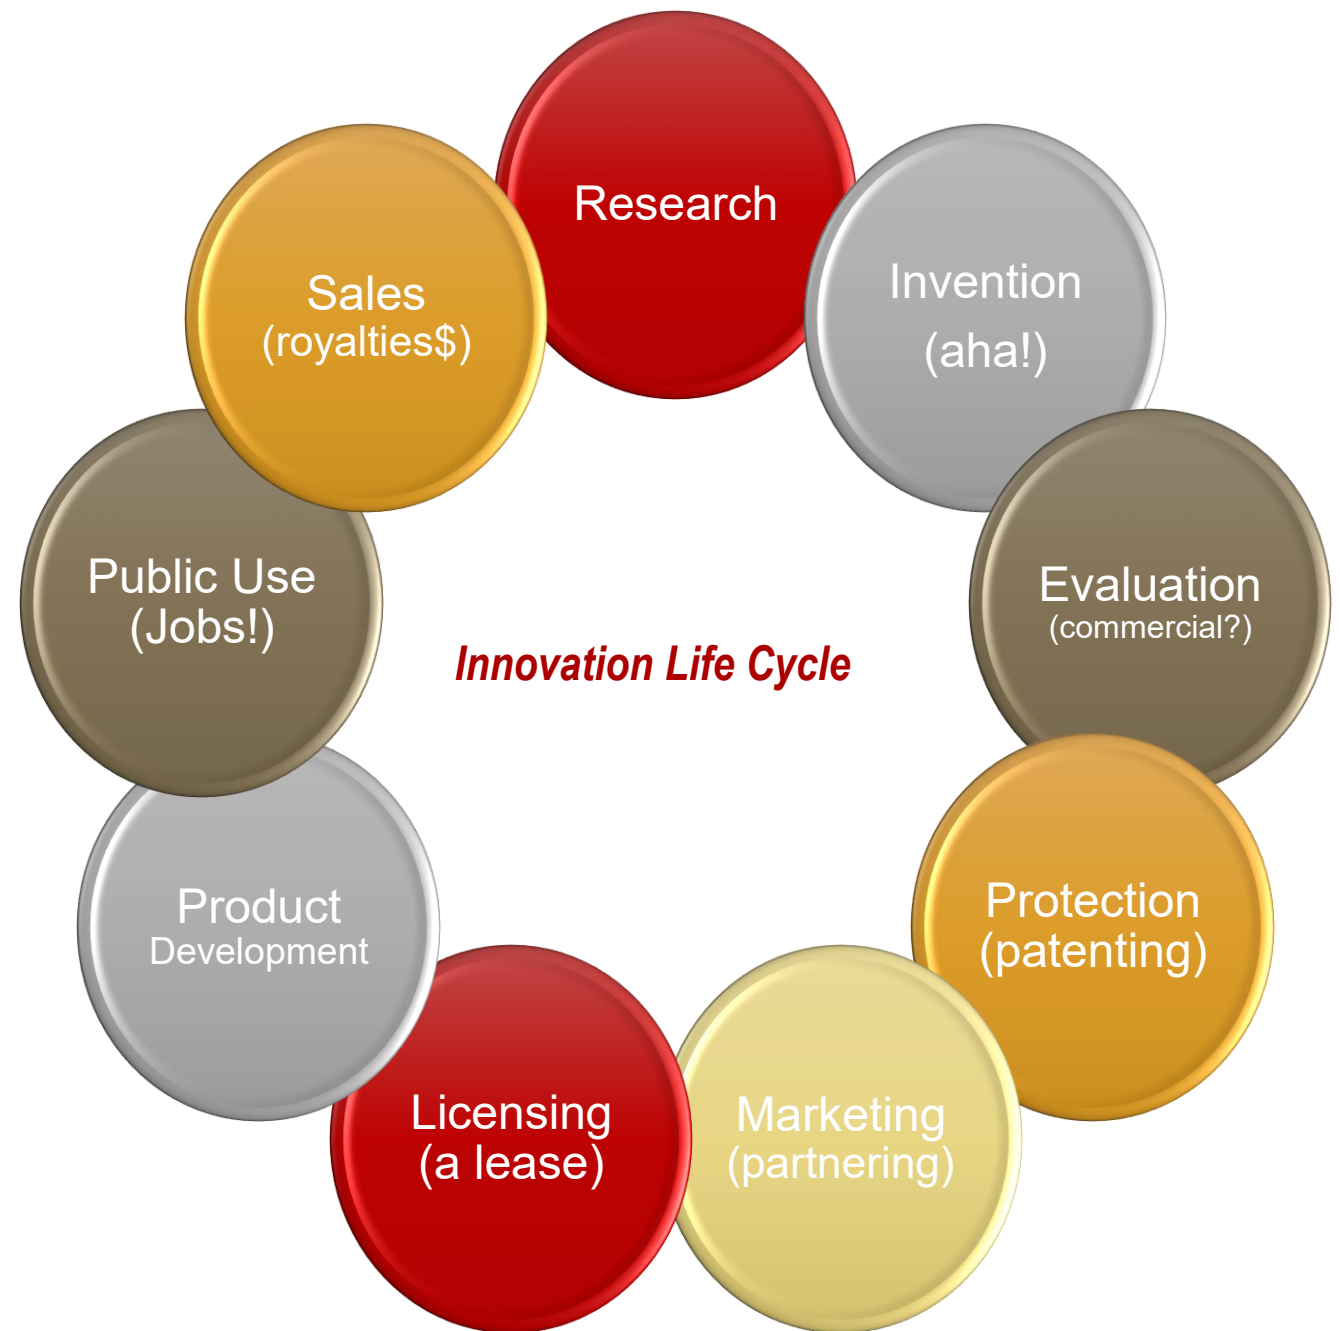 Research
Invention
(aha!)
Evaluation
(commercial?)
Protection
(patenting)
Marketing
(partnering)
Licensing
(a lease)
Product
Development
Public Use
(Jobs!)
Sales
(royalties$)
Innovation Life Cycle